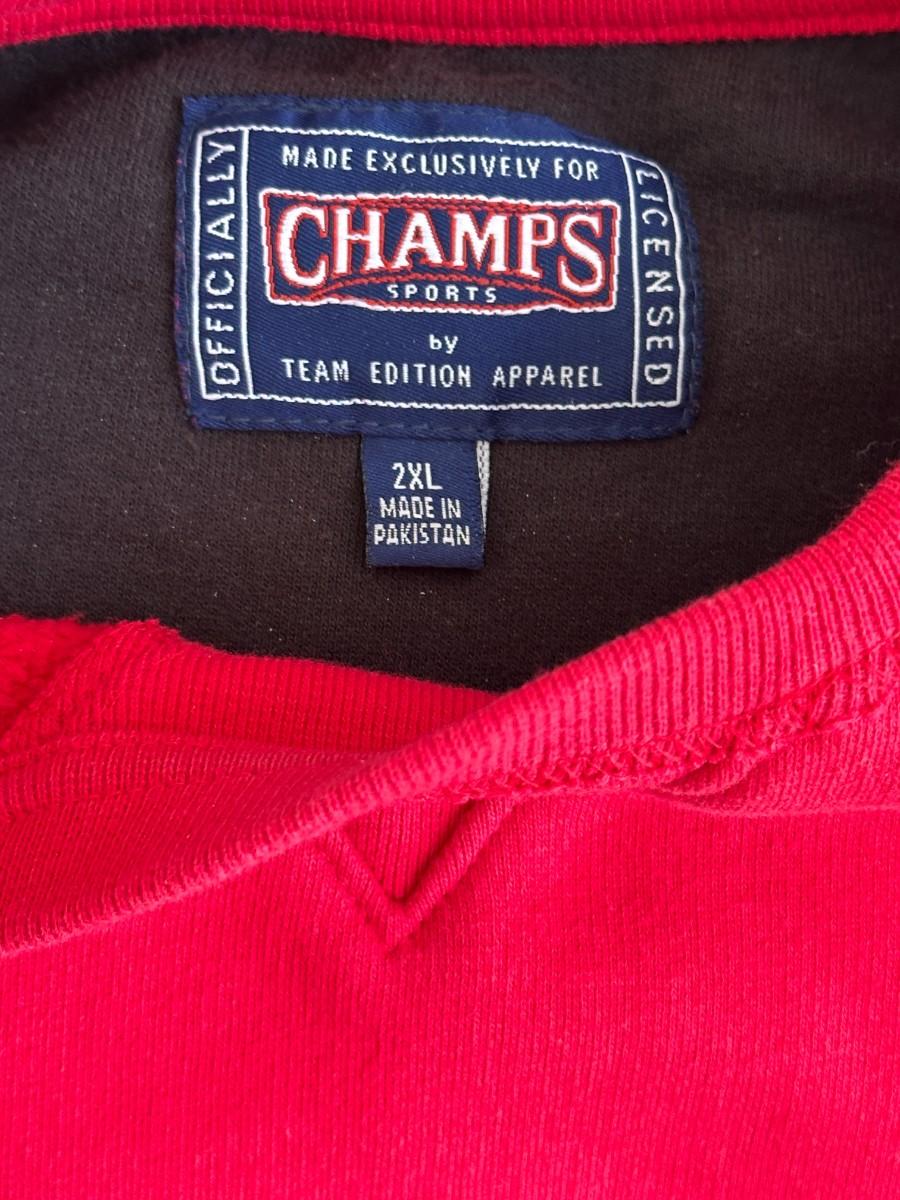 OFFICIALLY
MADE EXCLUSIVELY FOR
CHAMPS
SPORTS
by
TEAM EDITION APPAREL
LICENSED
2XL
MADE IN
PAKISTAN